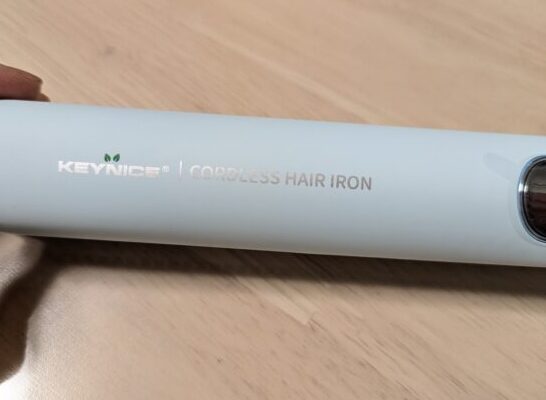 KEYNICE® | CORDLESS HAIR IRON